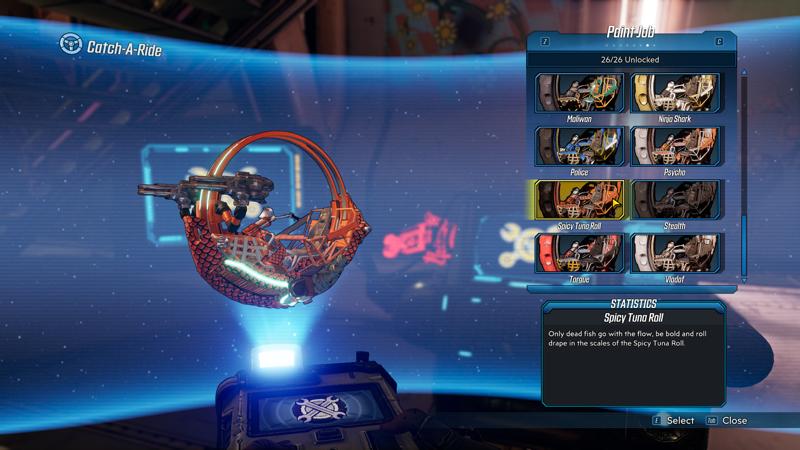 Catch-A-Ride
Paint Job
Z
C
26/26 Unlocked
Maliwan
Ninja Shark
Police
Psycho
Spicy Tuna Roll
Stealth
Torgue
Vladof
STATISTICS
Spicy Tuna Roll
Only dead fish go with the flow, be bold and roll
drape in the scales of the Spicy Tuna Roll.
E Select
Tab Close